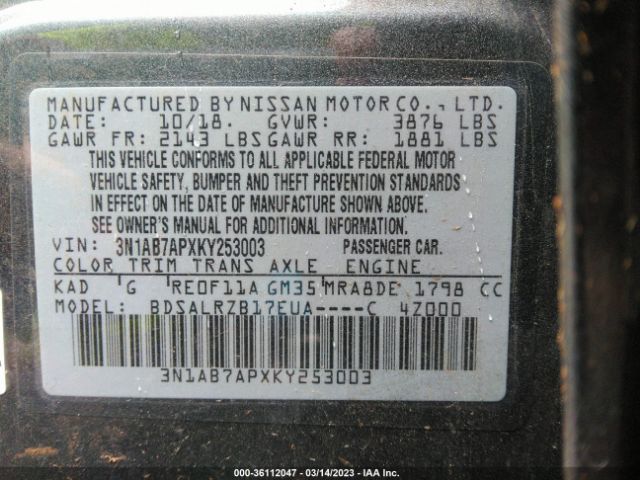 MANUFACTURED BY NISSAN MOTOR CO., LTD.
DATE: 10/18. GVWR: 3876 LBS
GAWR FR: 2143 LBS GAWR RR: 1881 LBS
THIS VEHICLE CONFORMS TO ALL APPLICABLE FEDERAL MOTOR
VEHICLE SAFETY, BUMPER AND THEFT PREVENTION STANDARDS
IN EFFECT ON THE DATE OF MANUFACTURE SHOWN ABOVE.
SEE OWNER'S MANUAL FOR ADDITIONAL INFORMATION.
VIN: 3N1AB7APXKY253003 PASSENGER CAR.
COLOR TRIM TRANS AXLE ENGINE
KAD G RE0F11A GM35 MRA8DE 1798 CC
MODEL: BDSALRZB17EUA----C 4Z000
3N1AB7APXKY253003
000-36112047 - 03/14/2023 - IAA Inc.